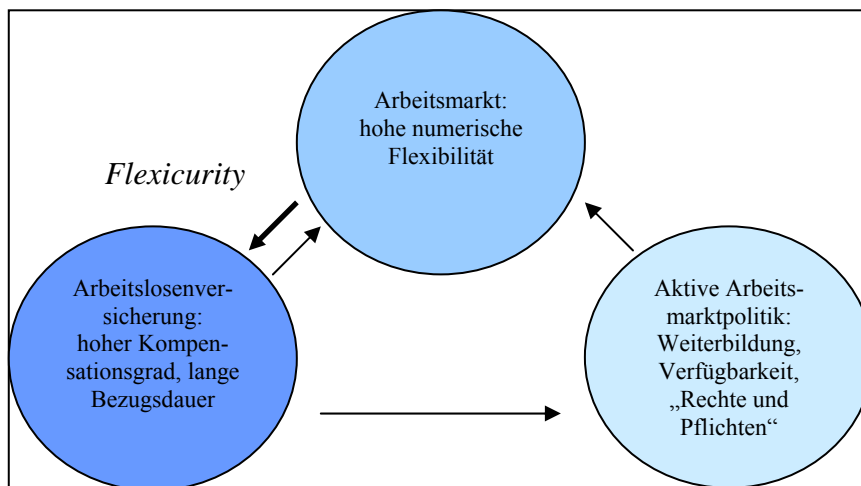 Arbeitsmarkt:
hohe numerische
Flexibilität
Flexicurity
Arbeitslosenver-
sicherung:
hoher Kompen-
sationsgrad, lange
Bezugsdauer
Aktive Arbeits-
marktpolitik:
Weiterbildung,
Verfügbarkeit,
„Rechte und
Pflichten“